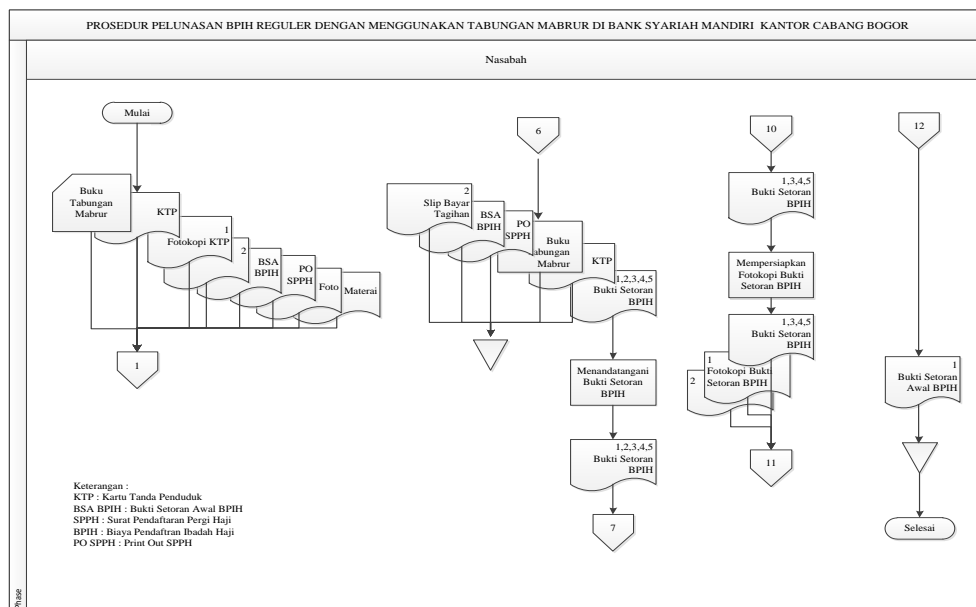 PROSEDUR PELUNASAN BPIH REGULER DENGAN MENGGUNAKAN TABUNGAN MABRUR DI BANK SYARIAH MANDIRI KANTOR CABANG BOGOR
Nasabah
Mulai
Buku
Tabungan
Mabrur
KTP
1
Fotokopi KTP
2
BSA
BPIH
PO
SPPH
Foto
Materai
1
6
2
Slip Bayar
Tagihan
BSA
BPIH
PO
SPPH
Buku
Tabungan
Mabrur
KTP
1,2,3,4,5
Bukti Setoran
BPIH
Menandatangani
Bukti Setoran
BPIH
1,2,3,4,5
Bukti Setoran
BPIH
7
10
1,3,4,5
Bukti Setoran
BPIH
Mempersiapkan
Fotokopi Bukti
Setoran BPIH
1,3,4,5
Bukti Setoran
BPIH
1
Fotokopi Bukti
Setoran BPIH
2
11
12
1
Bukti Setoran
Awal BPIH
Selesai
Keterangan :
KTP : Kartu Tanda Penduduk
BSA BPIH : Bukti Setoran Awal BPIH
SPPH : Surat Pendaftaran Pergi Haji
BPIH : Biaya Pendaftran Ibadah Haji
PO SPPH : Print Out SPPH
Phase